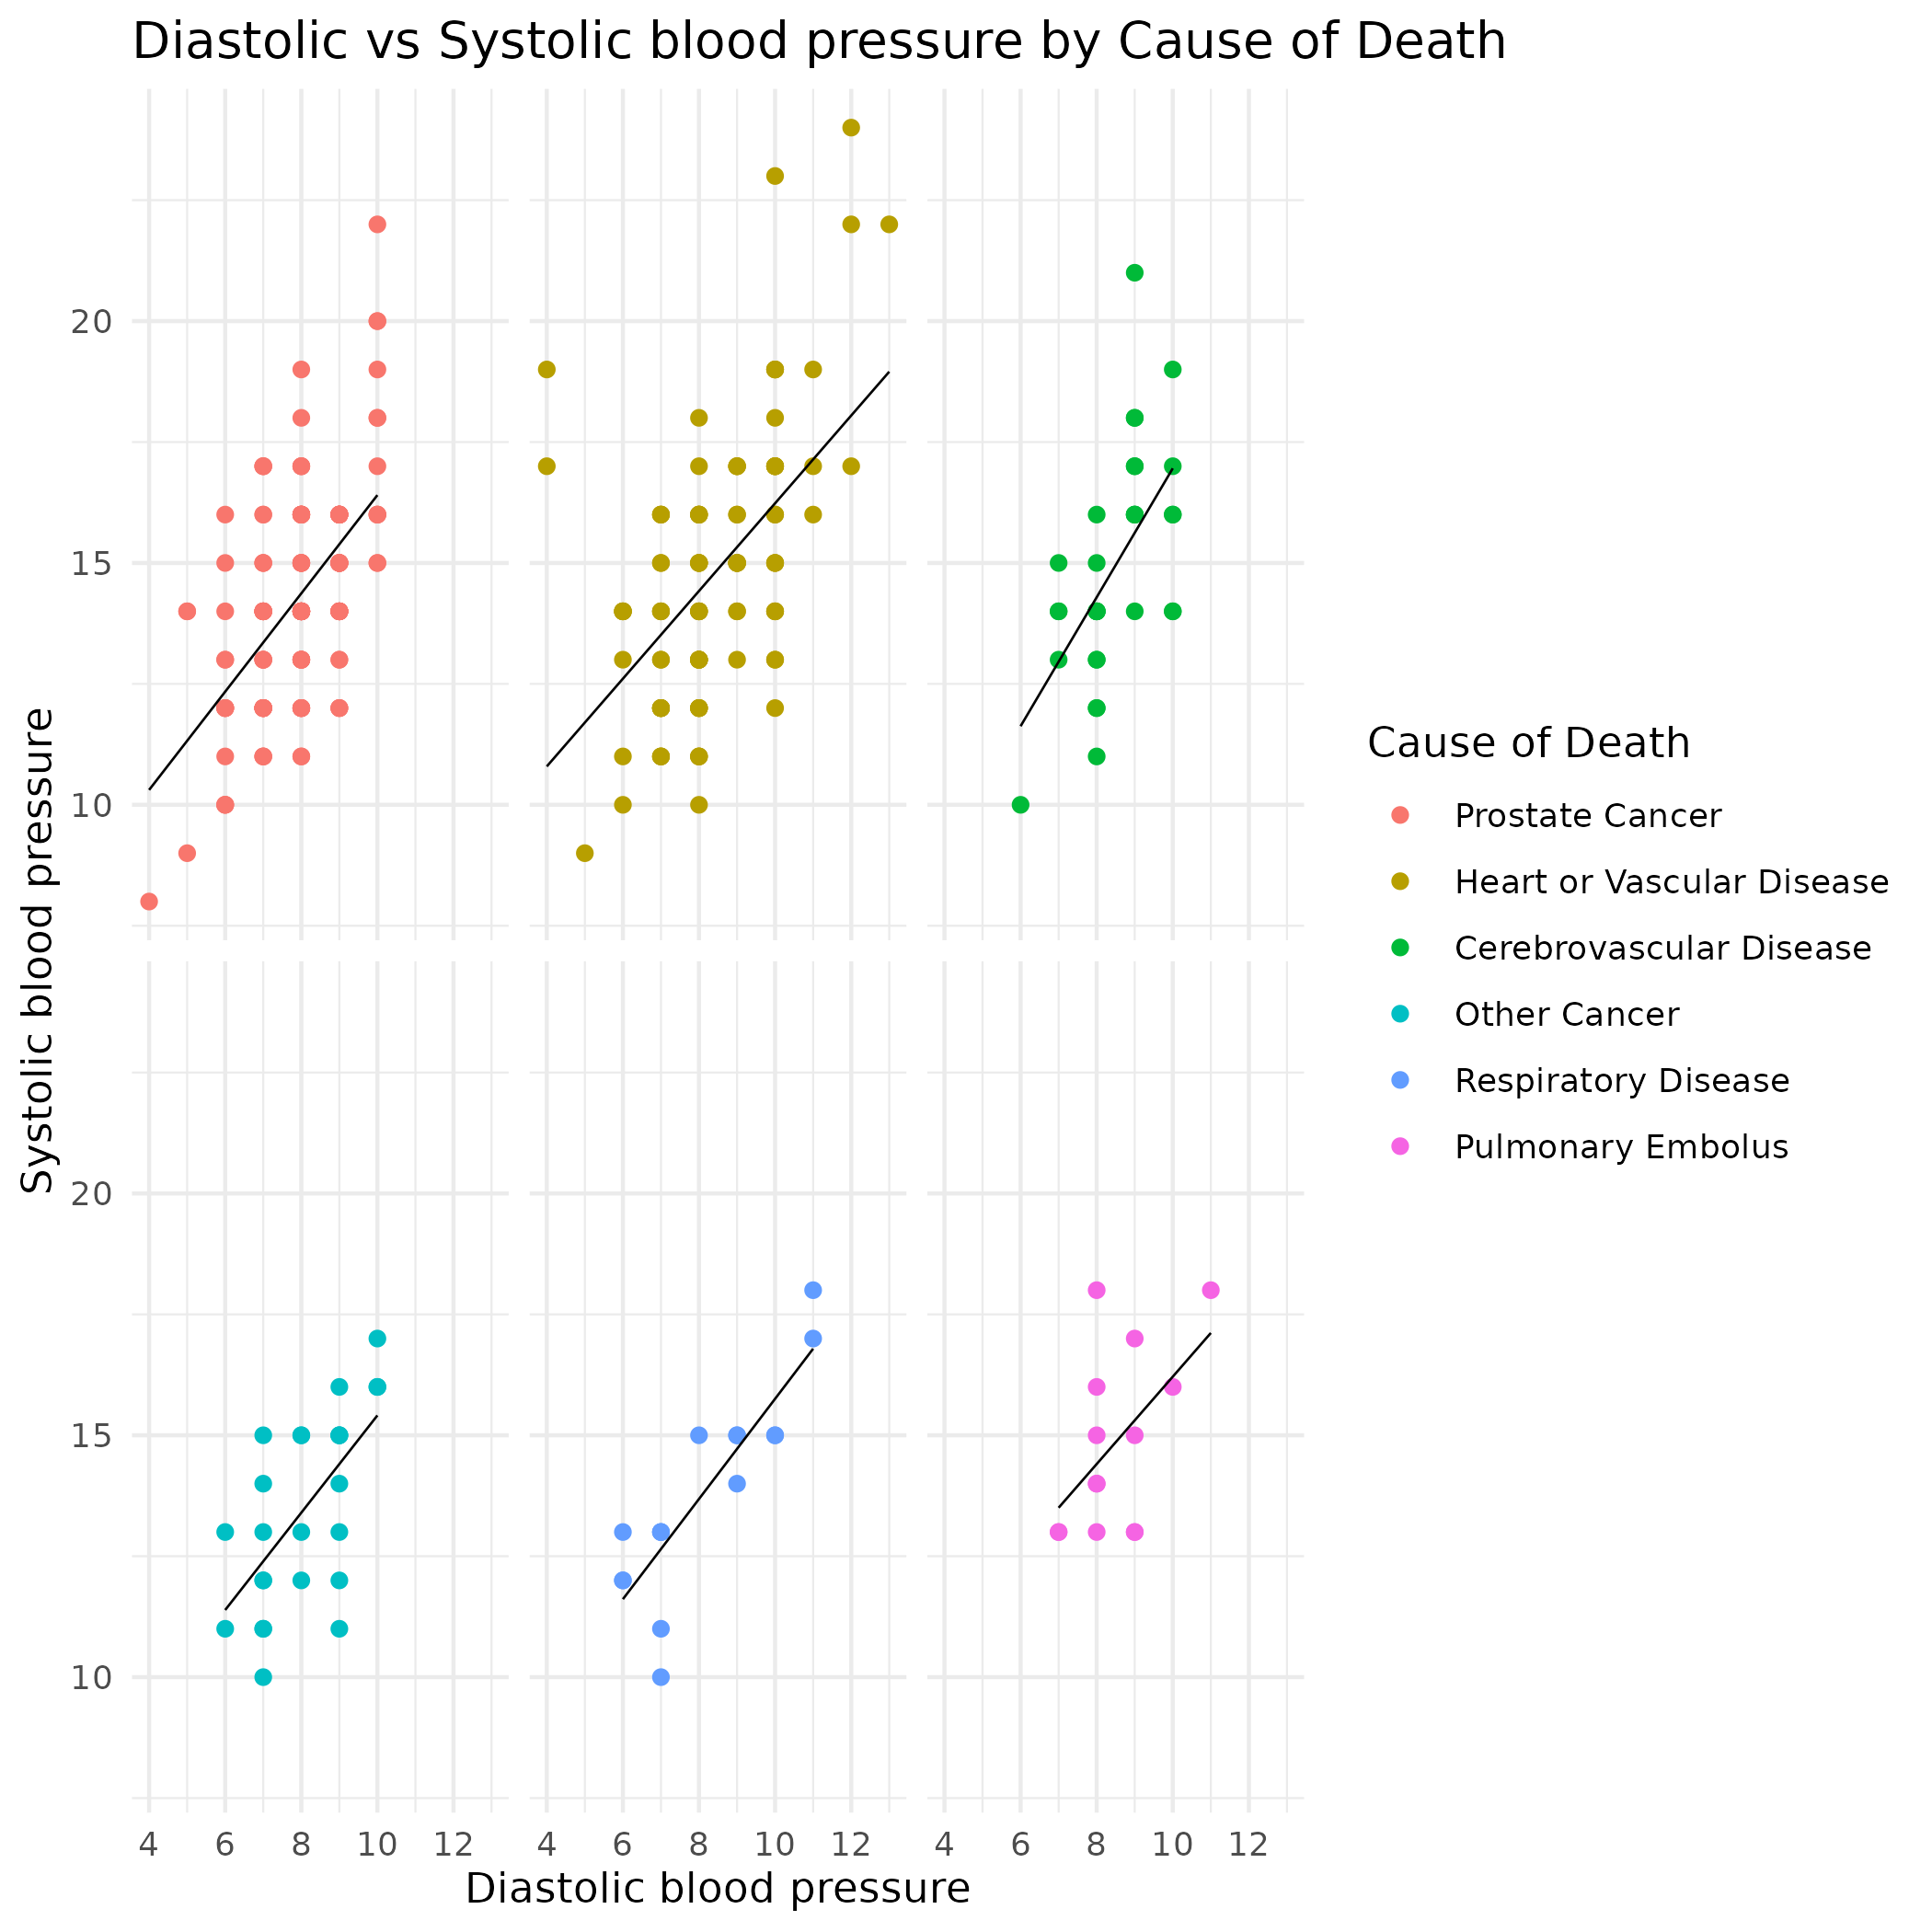 Diastolic vs Systolic blood pressure by Cause of Death
Systolic blood pressure
20
15
10
20
15
10
4 6 8 10 12 4 6 8 10 12 4 6 8 10 12
Diastolic blood pressure
Cause of Death
Prostate Cancer
Heart or Vascular Disease
Cerebrovascular Disease
Other Cancer
Respiratory Disease
Pulmonary Embolus